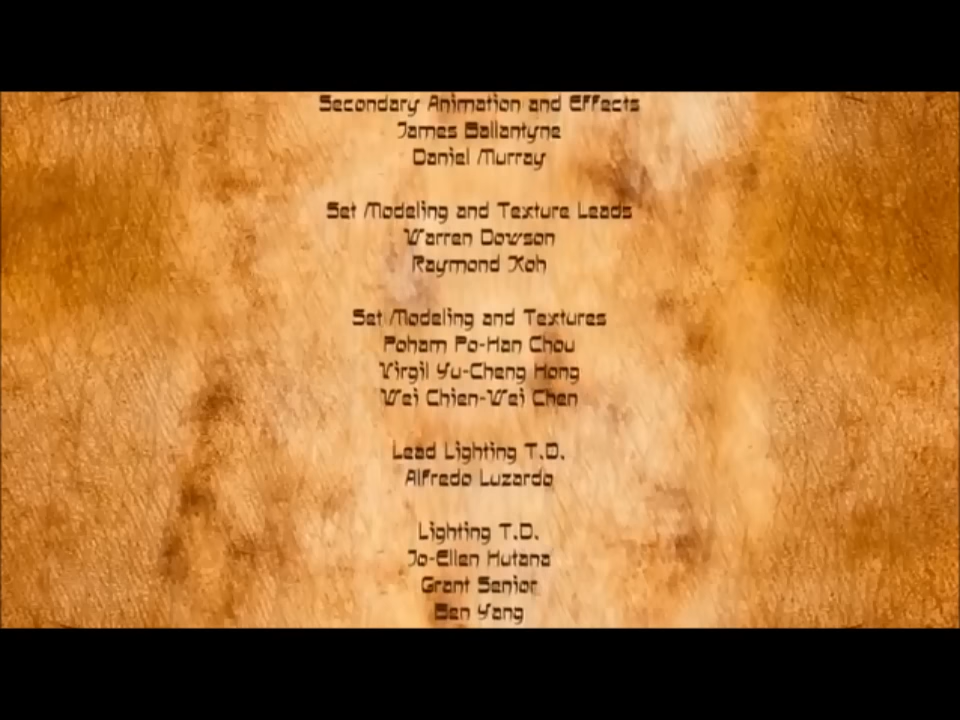 Secondary Animation and Effects
James Ballantyne
Daniel Murray
Set Modeling and Texture Leads
Warren Dowson
Raymond Koh
Set Modeling and Textures
Poham Po-Han Chou
Virgil Yu-Cheng Hong
Wei Chien-Wei Chen
Lead Lighting T.D.
Alfredo Luzardo
Lighting T.D.
Jo-Ellen Hutana
Grant Senior
Ben Yang